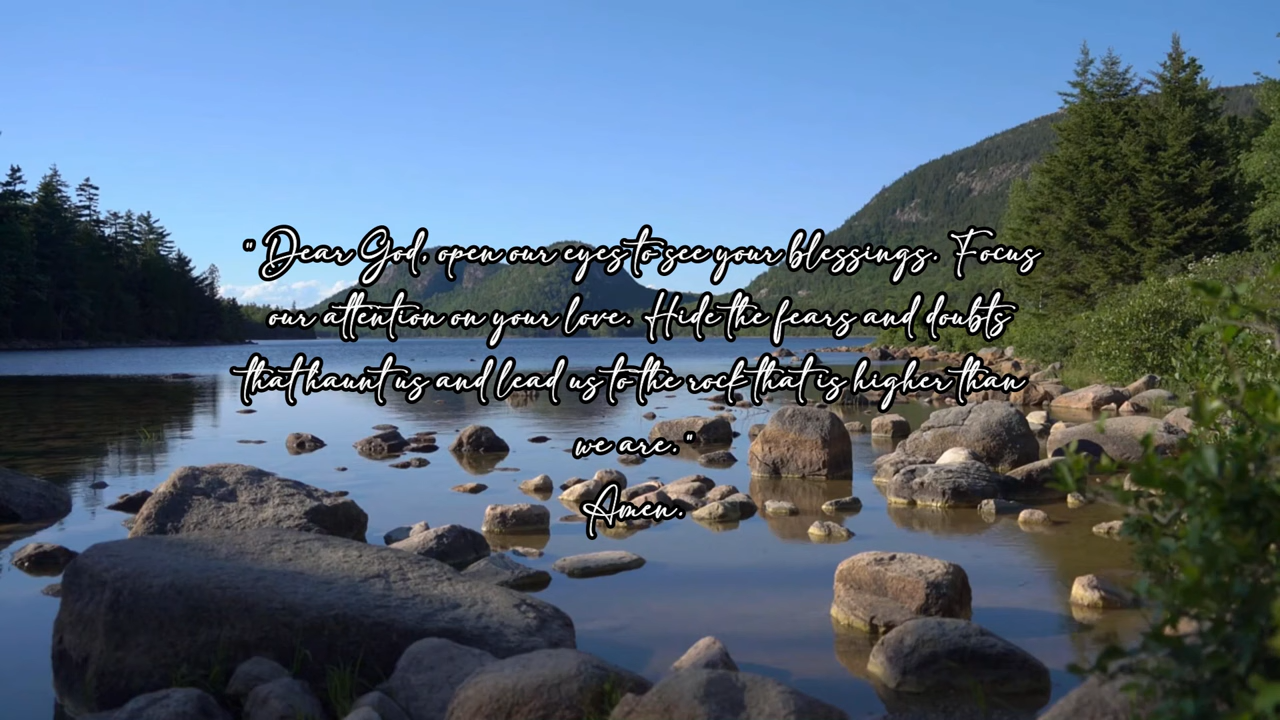 "Dear God, open our eyes to see your blessings. Focus
our attention on your love. Hide the fears and doubts
that haunt us and lead us to the rock that is higher than
we are."
Amen.